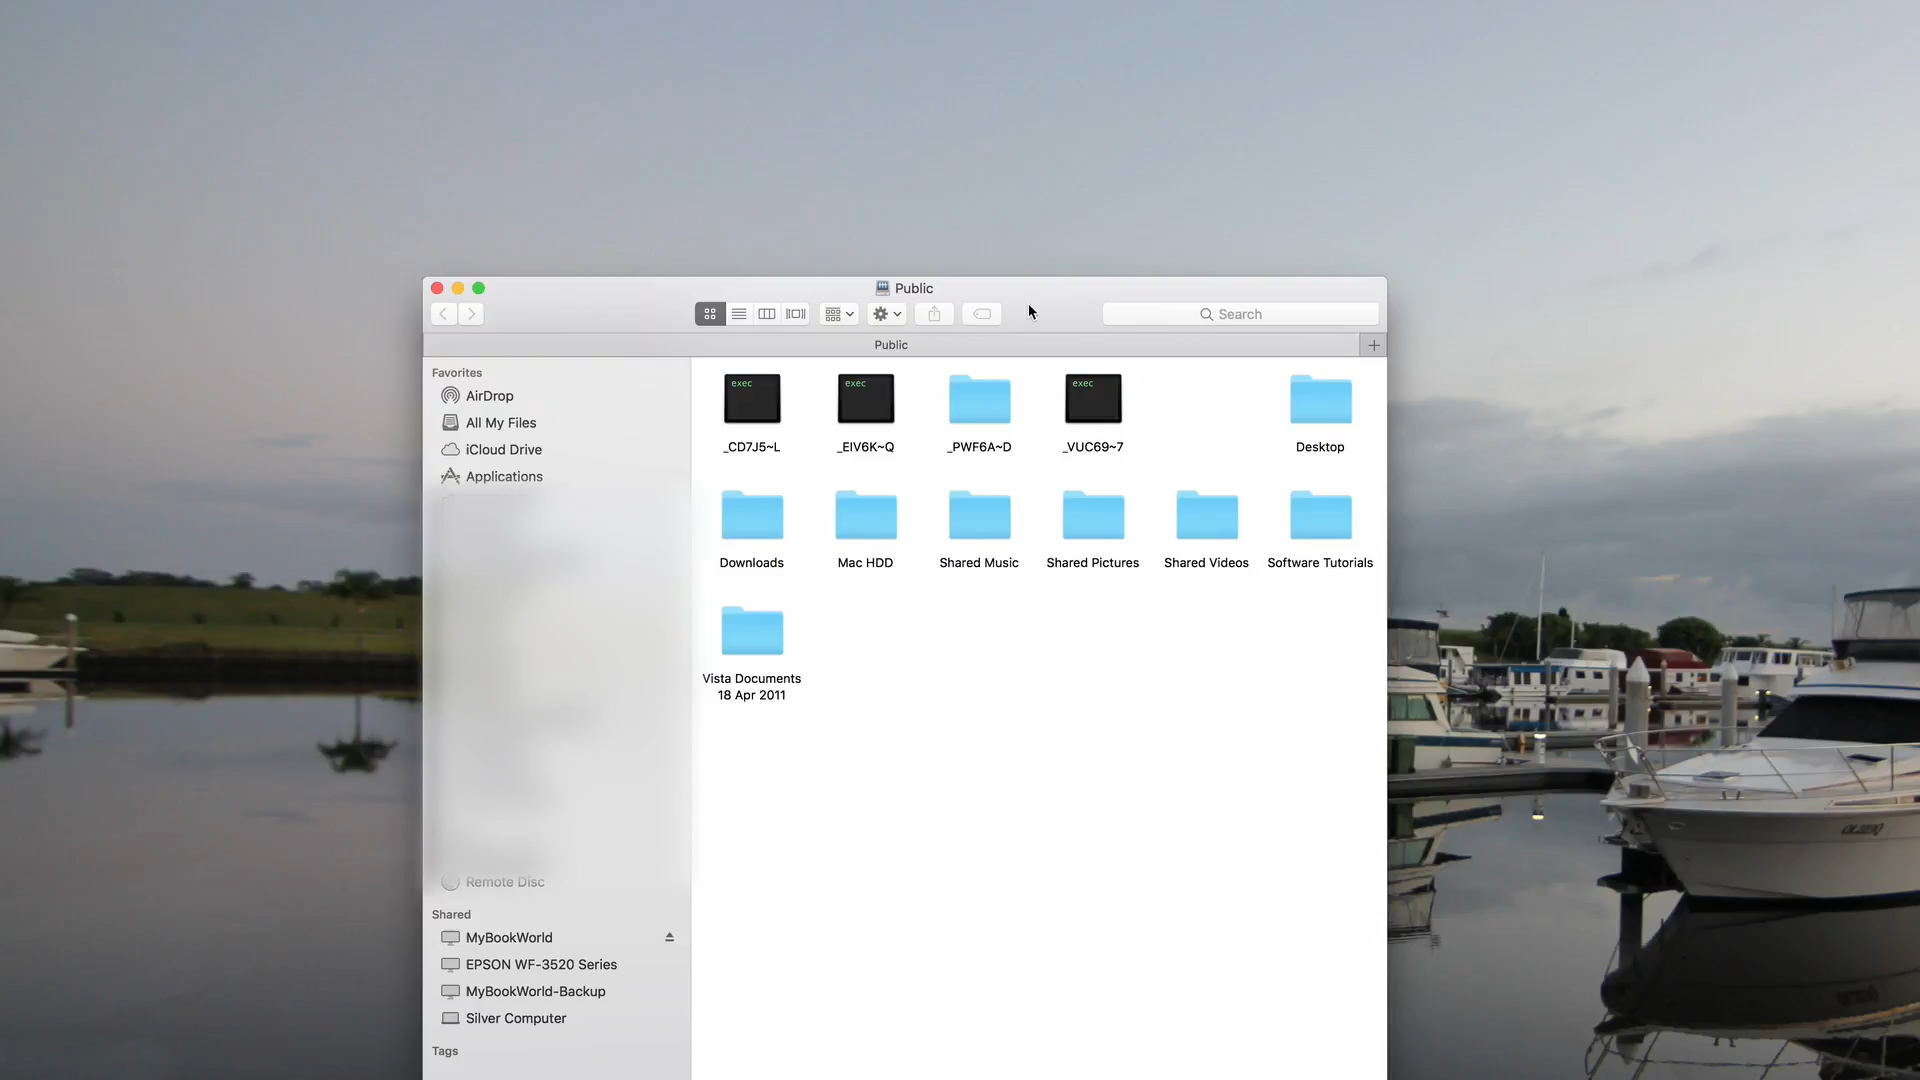 Public
Search
Public
Favorites
AirDrop
All My Files
iCloud Drive
Applications
Remote Disc
Shared
MyBookWorld
EPSON WF-3520 Series
MyBookWorld-Backup
Silver Computer
Tags
exec
exec
exec
_CD7J5~L
_EIV6K~Q
_PWF6A~D
_VUC69~7
Desktop
Downloads
Mac HDD
Shared Music
Shared Pictures
Shared Videos
Software Tutorials
Vista Documents
18 Apr 2011